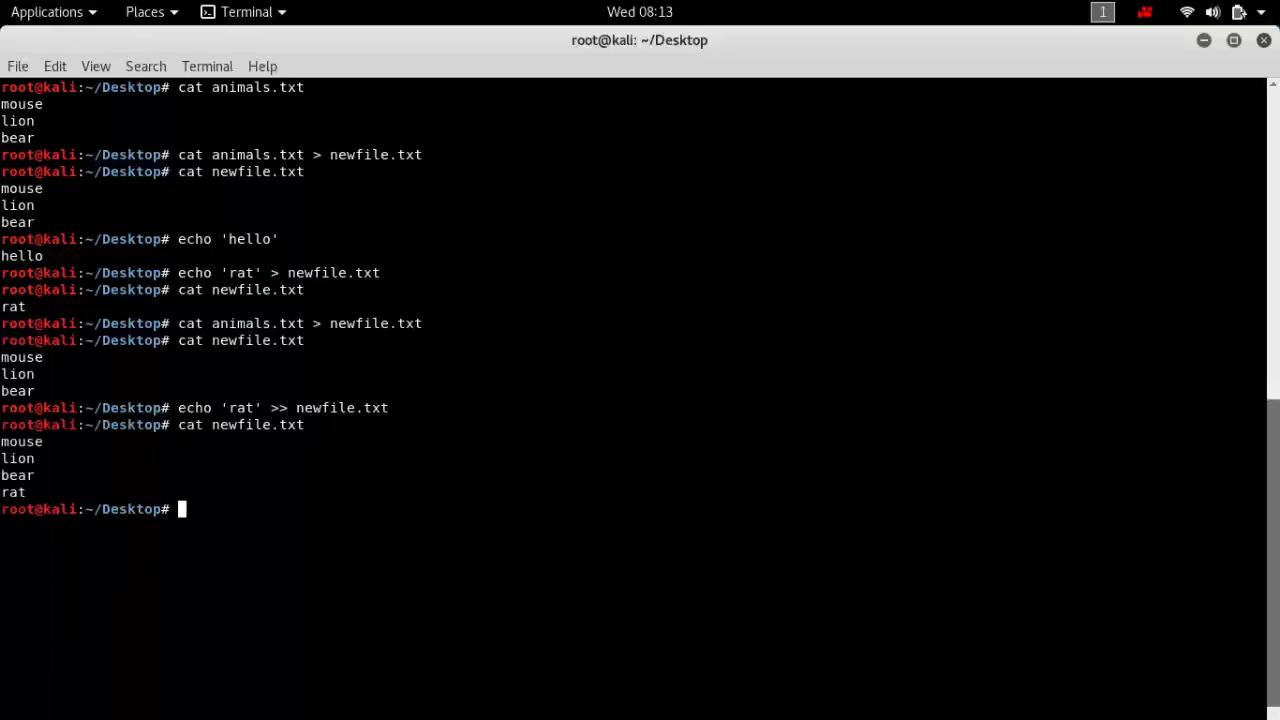 Applications Places Terminal Wed 08:13 1
root@kali: ~/Desktop
File Edit View Search Terminal Help
root@kali:~/Desktop# cat animals.txt
mouse
lion
bear
root@kali:~/Desktop# cat animals.txt > newfile.txt
root@kali:~/Desktop# cat newfile.txt
mouse
lion
bear
root@kali:~/Desktop# echo 'hello'
hello
root@kali:~/Desktop# echo 'rat' > newfile.txt
root@kali:~/Desktop# cat newfile.txt
rat
root@kali:~/Desktop# cat animals.txt > newfile.txt
root@kali:~/Desktop# cat newfile.txt
mouse
lion
bear
root@kali:~/Desktop# echo 'rat' >> newfile.txt
root@kali:~/Desktop# cat newfile.txt
mouse
lion
bear
rat
root@kali:~/Desktop#